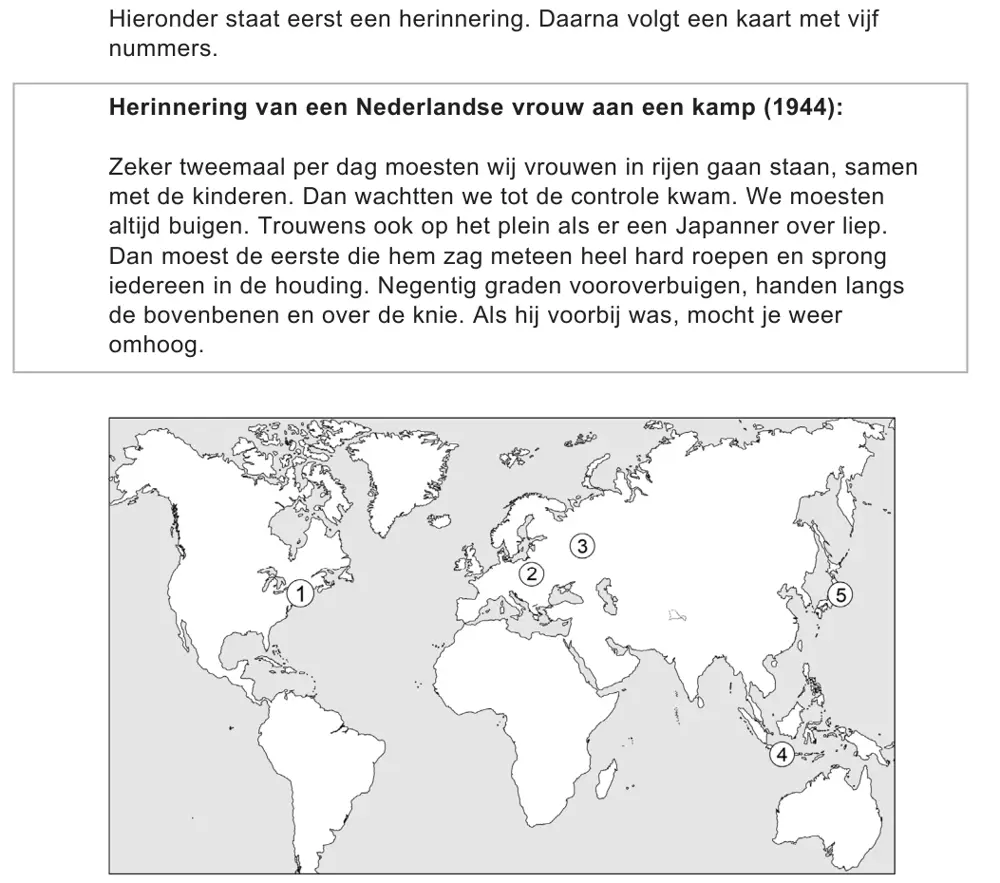 Hieronder staat eerst een herinnering. Daarna volgt een kaart met vijf
nummers.
Herinnering van een Nederlandse vrouw aan een kamp (1944):
Zeker tweemaal per dag moesten wij vrouwen in rijen gaan staan, samen
met de kinderen. Dan wachtten we tot de controle kwam. We moesten
altijd buigen. Trouwens ook op het plein als er een Japanner over liep.
Dan moest de eerste die hem zag meteen heel hard roepen en sprong
iedereen in de houding. Negentig graden vooroverbuigen, handen langs
de bovenbenen en over de knie. Als hij voorbij was, mocht je weer
omhoog.
3
2
1
5
4